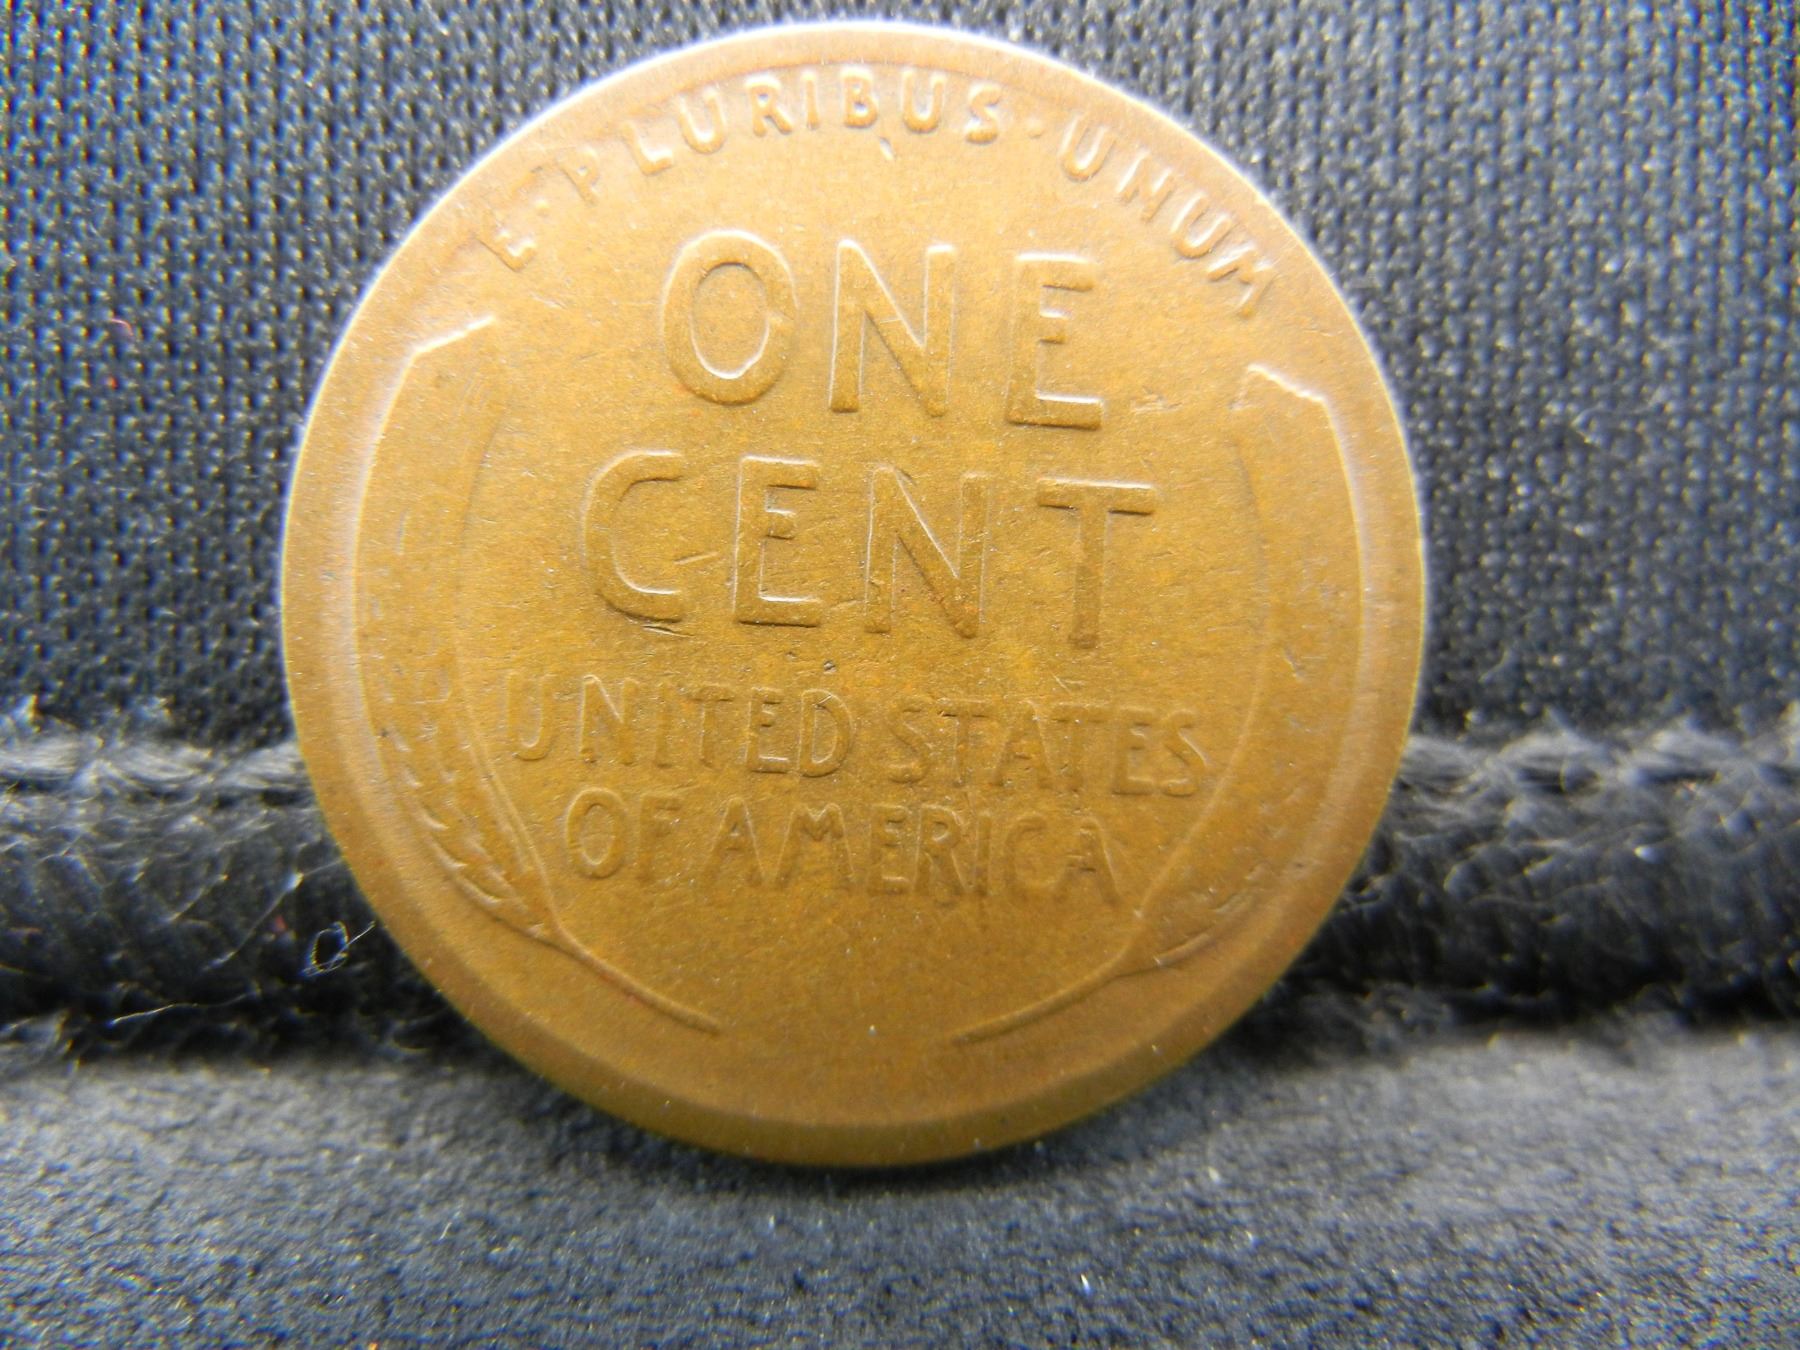 E · PLURIBUS · UNUM
ONE
CENT
UNITED STATES
OF AMERICA